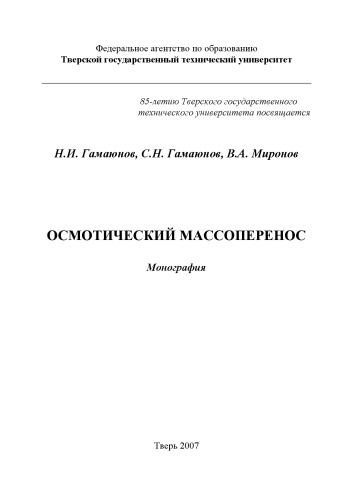 Федеральное агентство по образованию
Тверской государственный технический университет
85-летию Тверского государственного
технического университета посвящается
Н.И. Гамаюнов, С.Н. Гамаюнов, В.А. Миронов
ОСМОТИЧЕСКИЙ МАССОПЕРЕНОС
Монография
Тверь 2007